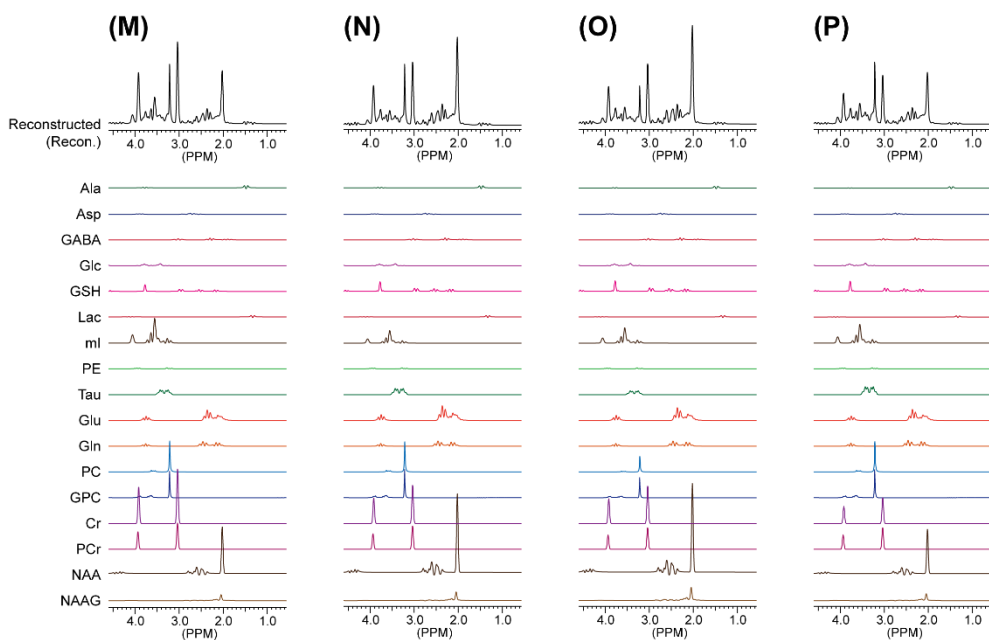 (M) (N) (O) (P)
Reconstructed
(Recon.)
4.0 3.0 2.0 1.0 4.0 3.0 2.0 1.0 4.0 3.0 2.0 1.0 4.0 3.0 2.0 1.0
(PPM) (PPM) (PPM) (PPM)
Ala
Asp
GABA
Glc
GSH
Lac
mI
PE
Tau
Glu
Gln
PC
GPC
Cr
PCr
NAA
NAAG
4.0 3.0 2.0 1.0 4.0 3.0 2.0 1.0 4.0 3.0 2.0 1.0 4.0 3.0 2.0 1.0
(PPM) (PPM) (PPM) (PPM)